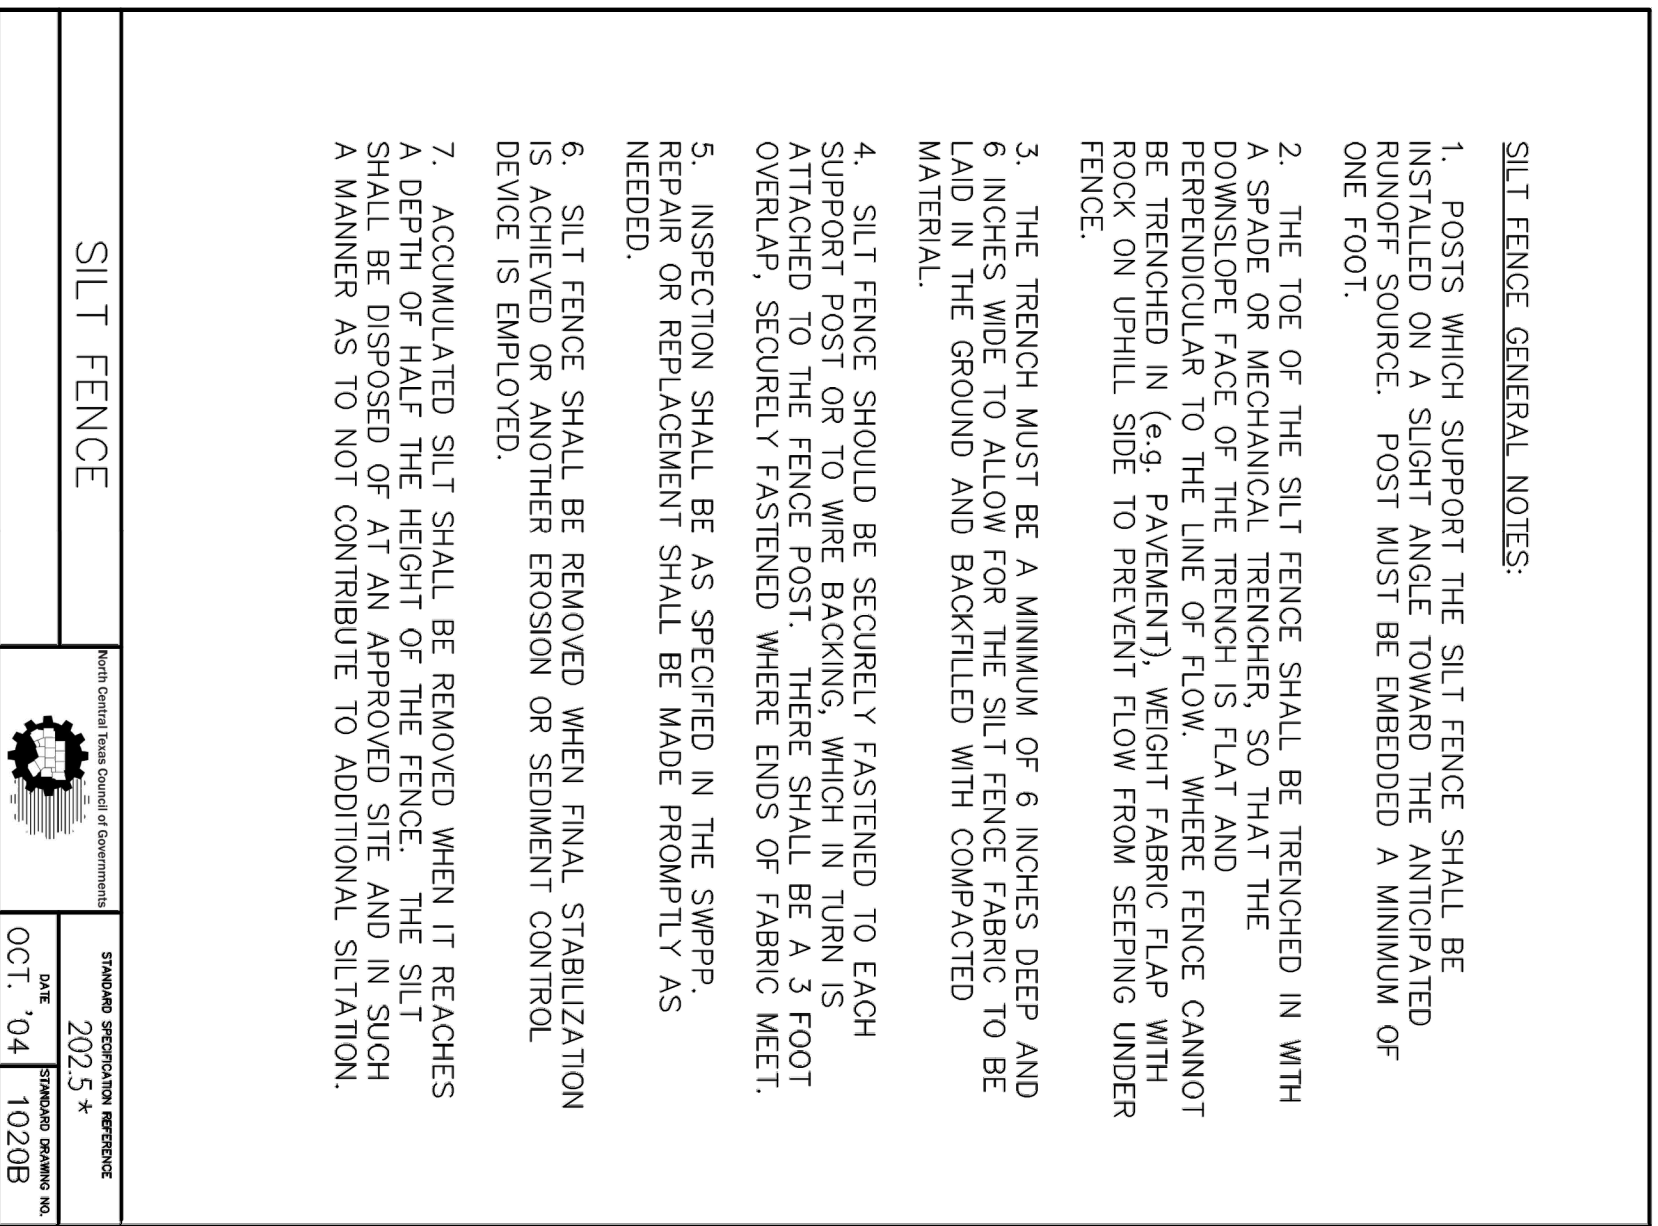 SILT FENCE GENERAL NOTES:
1. POSTS WHICH SUPPORT THE SILT FENCE SHALL BE
INSTALLED ON A SLIGHT ANGLE TOWARD THE ANTICIPATED
RUNOFF SOURCE. POST MUST BE EMBEDDED A MINIMUM OF
ONE FOOT.
2. THE TOE OF THE SILT FENCE SHALL BE TRENCHED IN WITH
A SPADE OR MECHANICAL TRENCHER, SO THAT THE
DOWNSLOPE FACE OF THE TRENCH IS FLAT AND
PERPENDICULAR TO THE LINE OF FLOW. WHERE FENCE CANNOT
BE TRENCHED IN (e.g. PAVEMENT), WEIGHT FABRIC FLAP WITH
ROCK ON UPHILL SIDE TO PREVENT FLOW FROM SEEPING UNDER
FENCE.
3. THE TRENCH MUST BE A MINIMUM OF 6 INCHES DEEP AND
6 INCHES WIDE TO ALLOW FOR THE SILT FENCE FABRIC TO BE
LAID IN THE GROUND AND BACKFILLED WITH COMPACTED
MATERIAL.
4. SILT FENCE SHOULD BE SECURELY FASTENED TO EACH
SUPPORT POST OR TO WIRE BACKING, WHICH IN TURN IS
ATTACHED TO THE FENCE POST. THERE SHALL BE A 3 FOOT
OVERLAP, SECURELY FASTENED WHERE ENDS OF FABRIC MEET.
5. INSPECTION SHALL BE AS SPECIFIED IN THE SWPPP.
REPAIR OR REPLACEMENT SHALL BE MADE PROMPTLY AS
NEEDED.
6. SILT FENCE SHALL BE REMOVED WHEN FINAL STABILIZATION
IS ACHIEVED OR ANOTHER EROSION OR SEDIMENT CONTROL
DEVICE IS EMPLOYED.
7. ACCUMULATED SILT SHALL BE REMOVED WHEN IT REACHES
A DEPTH OF HALF THE HEIGHT OF THE FENCE. THE SILT
SHALL BE DISPOSED OF AT AN APPROVED SITE AND IN SUCH
A MANNER AS TO NOT CONTRIBUTE TO ADDITIONAL SILTATION.
SILT FENCE
North Central Texas Council of Governments
STANDARD SPECIFICATION REFERENCE
202.5*
DATE
OCT. '04
STANDARD DRAWING NO.
1020B